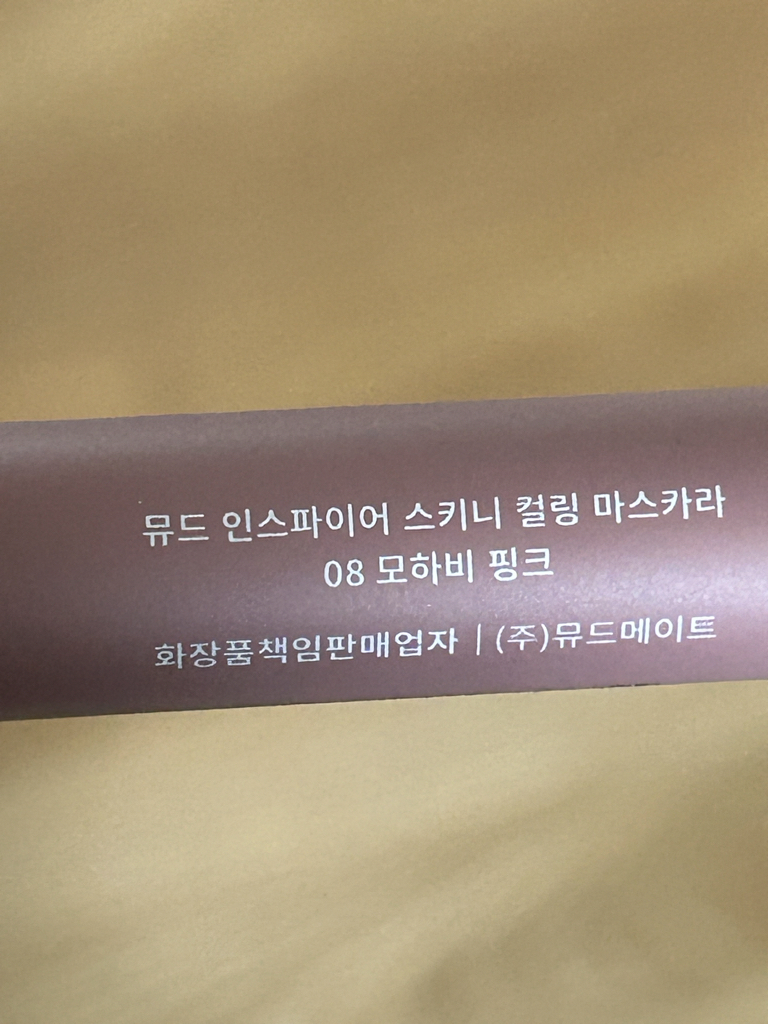 뮤드 인스파이어 스키니 컬링 마스카라
08 모하비 핑크
화장품책임판매업자 | (주)뮤드메이트